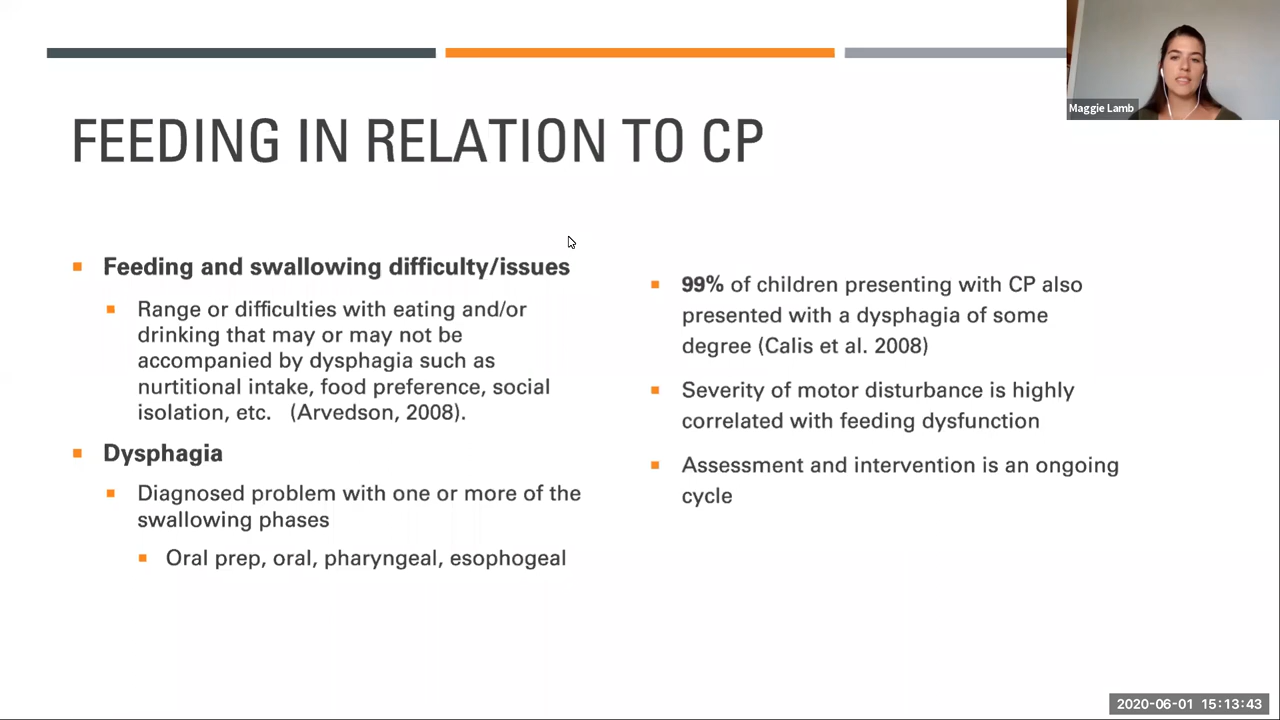 Maggie Lamb
FEEDING IN RELATION TO CP
Feeding and swallowing difficulty/issues
Range or difficulties with eating and/or
drinking that may or may not be
accompanied by dysphagia such as
nurtitional intake, food preference, social
isolation, etc. (Arvedson, 2008).
Dysphagia
Diagnosed problem with one or more of the
swallowing phases
Oral prep, oral, pharyngeal, esophogeal
99% of children presenting with CP also
presented with a dysphagia of some
degree (Calis et al. 2008)
Severity of motor disturbance is highly
correlated with feeding dysfunction
Assessment and intervention is an ongoing
cycle
2020-06-01 15:13:43